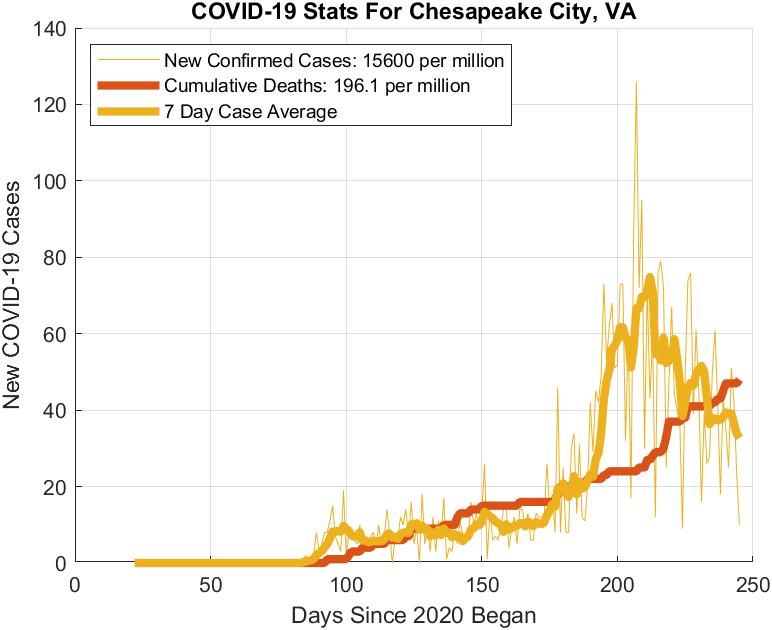 COVID-19 Stats For Chesapeake City, VA
New Confirmed Cases: 15600 per million
Cumulative Deaths: 196.1 per million
7 Day Case Average
140
120
100
80
60
40
20
0
New COVID-19 Cases
0 50 100 150 200 250
Days Since 2020 Began